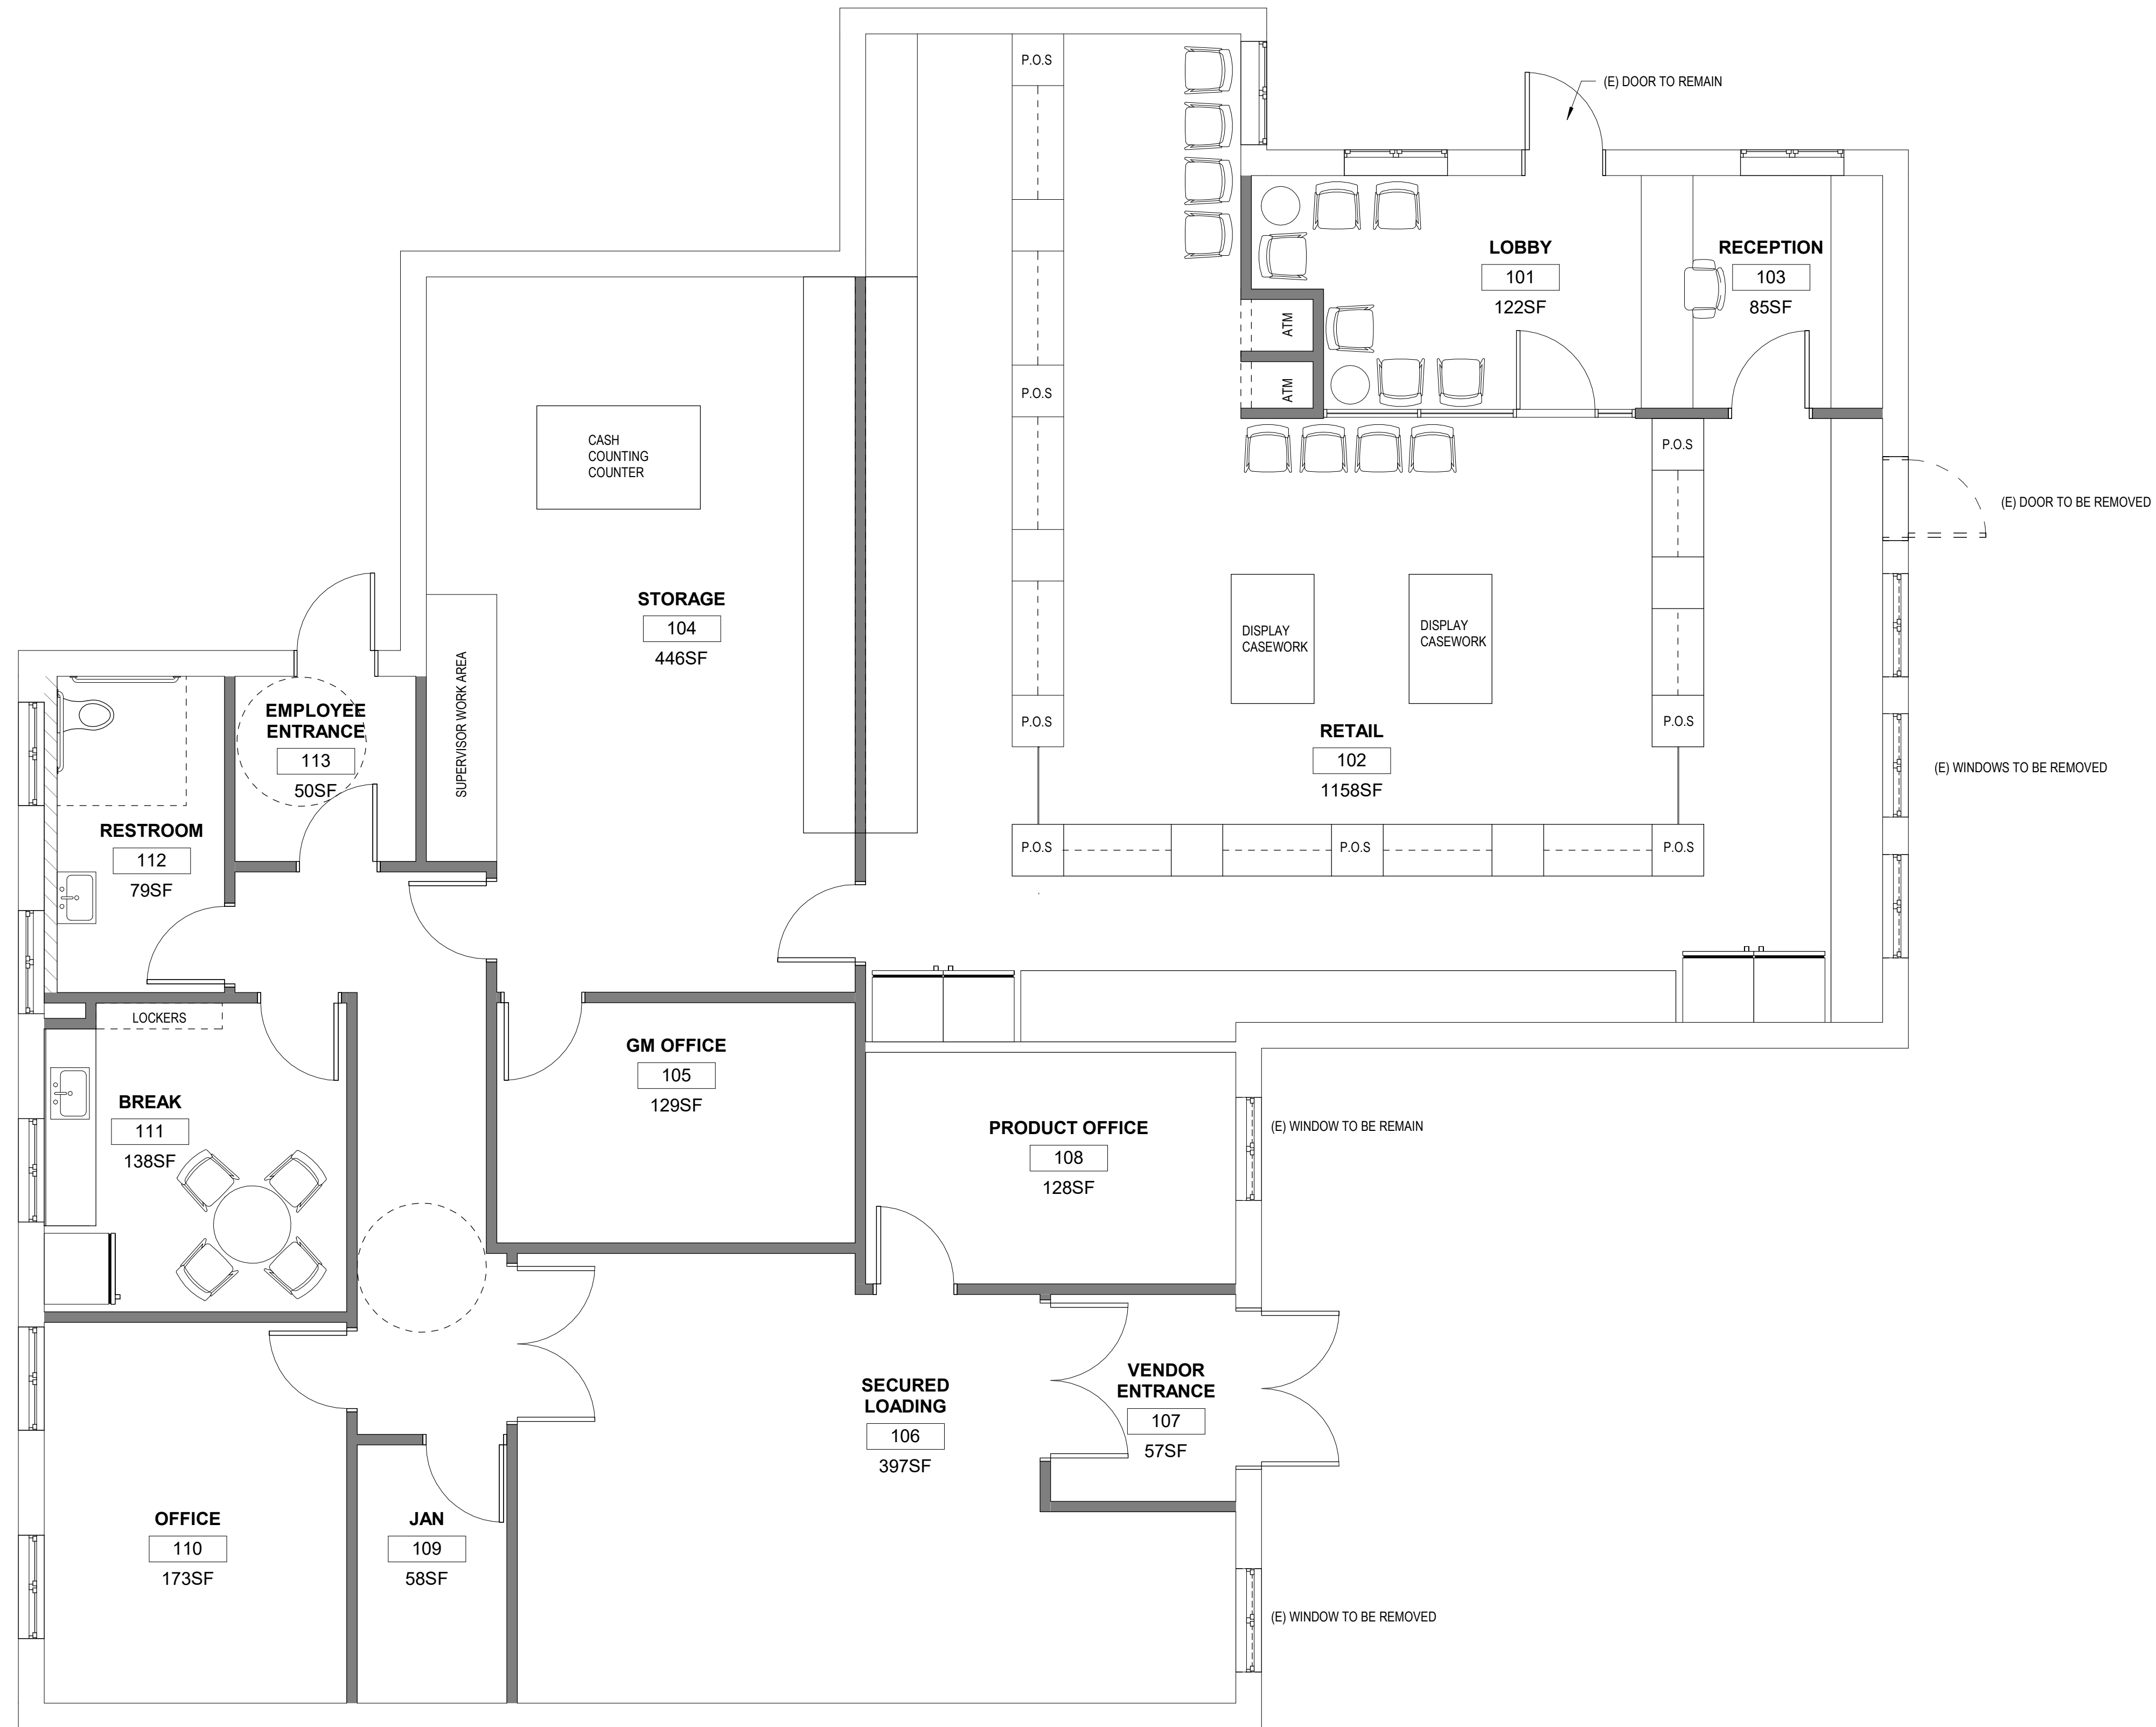 P.O.S
(E) DOOR TO REMAIN
LOBBY
101
122SF
RECEPTION
103
85SF
ATM
ATM
P.O.S
P.O.S
CASH
COUNTING
COUNTER
(E) DOOR TO BE REMOVED
STORAGE
104
446SF
DISPLAY
CASEWORK
DISPLAY
CASEWORK
SUPERVISOR WORK AREA
EMPLOYEE
ENTRANCE
113
50SF
P.O.S
P.O.S
RETAIL
102
1158SF
(E) WINDOWS TO BE REMOVED
RESTROOM
112
79SF
P.O.S
P.O.S
P.O.S
LOCKERS
GM OFFICE
105
129SF
BREAK
111
138SF
PRODUCT OFFICE
108
128SF
(E) WINDOW TO BE REMAIN
SECURED
LOADING
106
397SF
VENDOR
ENTRANCE
107
57SF
OFFICE
110
173SF
JAN
109
58SF
(E) WINDOW TO BE REMOVED